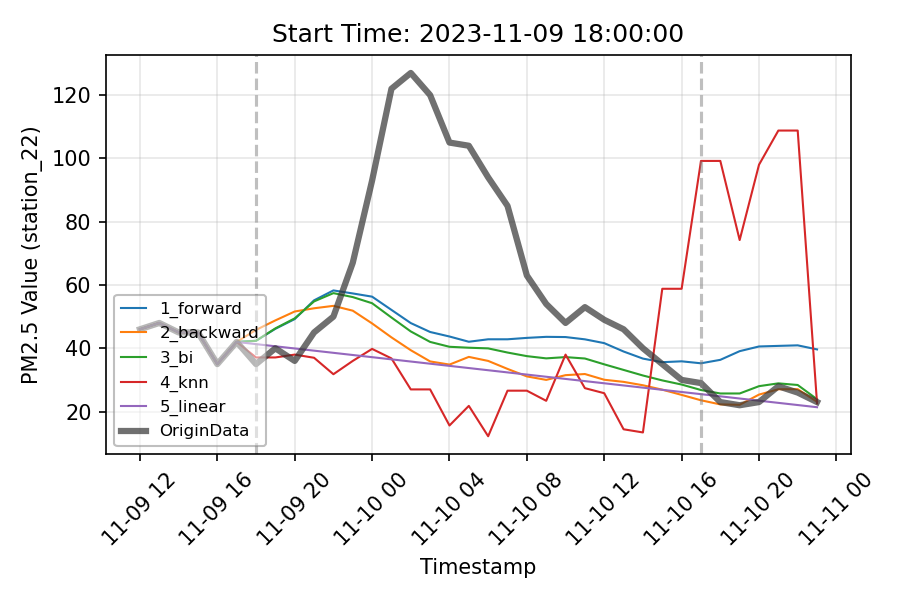 Start Time: 2023-11-09 18:00:00
PM2.5 Value (station_22)
120
100
80
60
40
20
1_forward
2_backward
3_bi
4_knn
5_linear
OriginData
11-09 12
11-09 16
11-09 20
11-10 00
11-10 04
11-10 08
11-10 12
11-10 16
11-10 20
11-11 00
Timestamp